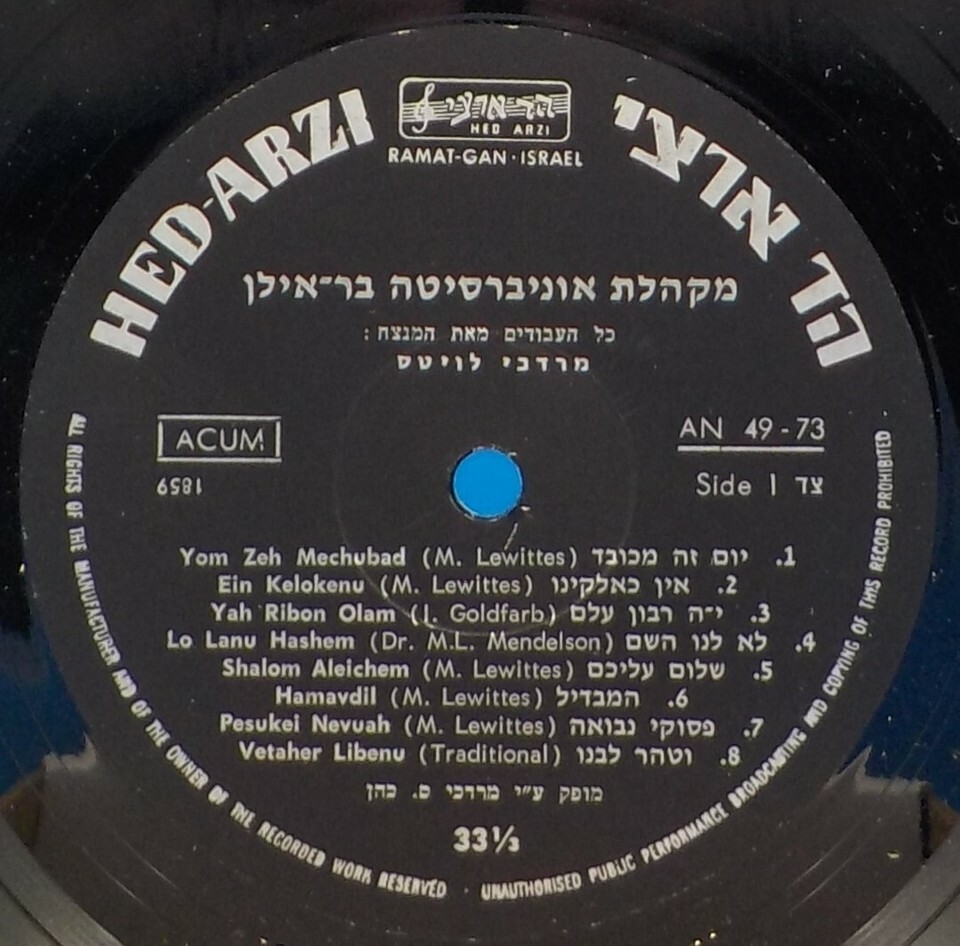 HED-ARZI
הד ארצי
HED ARZI
RAMAT-GAN · ISRAEL
הד ארצי
מקהלת אוניברסיטה בר־אילן
כל העבודים מאת המנצח :
מרדכי לויטס
ACUM
AN 49 - 73
1859
Side 1 צד
Yom Zeh Mechubad (M. Lewittes) יום זה מכובד .1
Ein Kelokenu (M. Lewittes) אין כאלקינו .2
Yah Ribon Olam (I. Goldfarb) י־ה רבון עלם .3
Lo Lanu Hashem (Dr. M.L. Mendelson) לא לנו השם .4
Shalom Aleichem (M. Lewittes) שלום עליכם .5
Hamavdil (M. Lewittes) המבדיל .6
Pesukei Nevuah (M. Lewittes) פסוקי נבואה .7
Vetaher Libenu (Traditional) וטהר לבנו .8
מופק ע״י מרדכי ס. כהן
33⅓
ALL RIGHTS OF THE MANUFACTURER AND OF THE OWNER OF THE RECORDED WORK RESERVED · UNAUTHORISED PUBLIC PERFORMANCE BROADCASTING AND COPYING OF THIS RECORD PROHIBITED